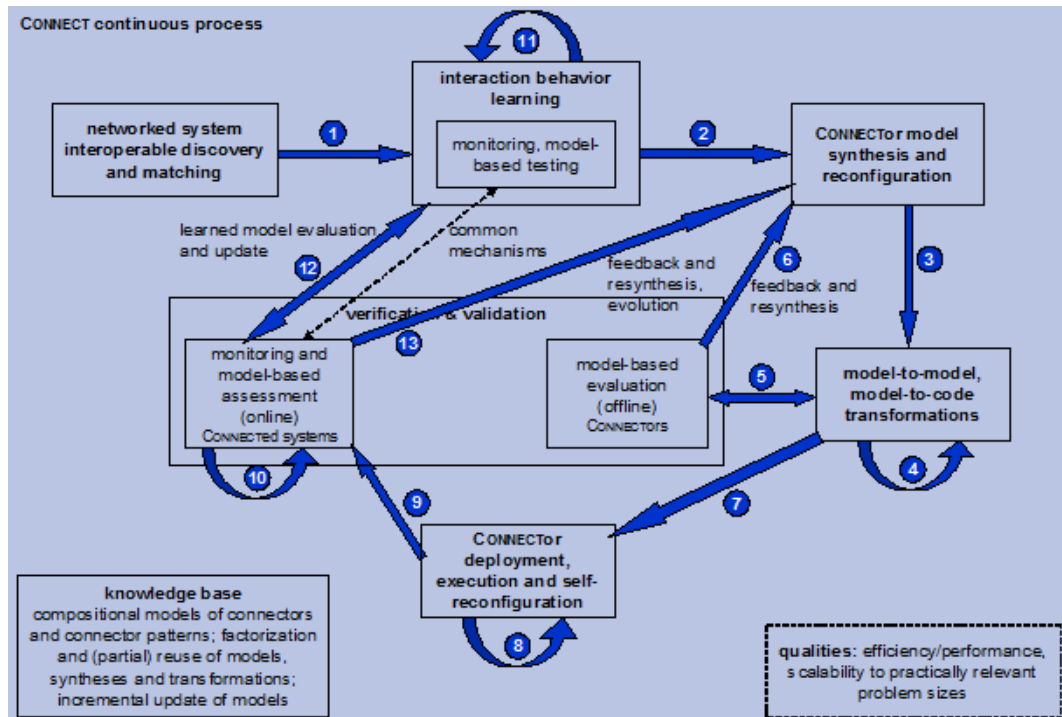 CONNECT continuous process
11
interaction behavior
learning
monitoring, model-
based testing
networked system
interoperable discovery
and matching
1
2
CONNECTor model
synthesis and
reconfiguration
learned model evaluation
and update
12
common
mechanisms
feedback and
resynthesis,
evolution
6
feedback and
resynthesis
3
verification & validation
13
monitoring and
model-based
assessment
(online)
CONNECTed systems
model-based
evaluation
(offline)
CONNECTORS
5
model-to-model,
model-to-code
transformations
10
9
7
4
CONNECTor
deployment,
execution and self-
reconfiguration
8
knowledge base
compositional models of connectors
and connector patterns; factorization
and (partial) reuse of models,
syntheses and transformations;
incremental update of models
qualities: efficiency/performance,
scalability to practically relevant
problem sizes